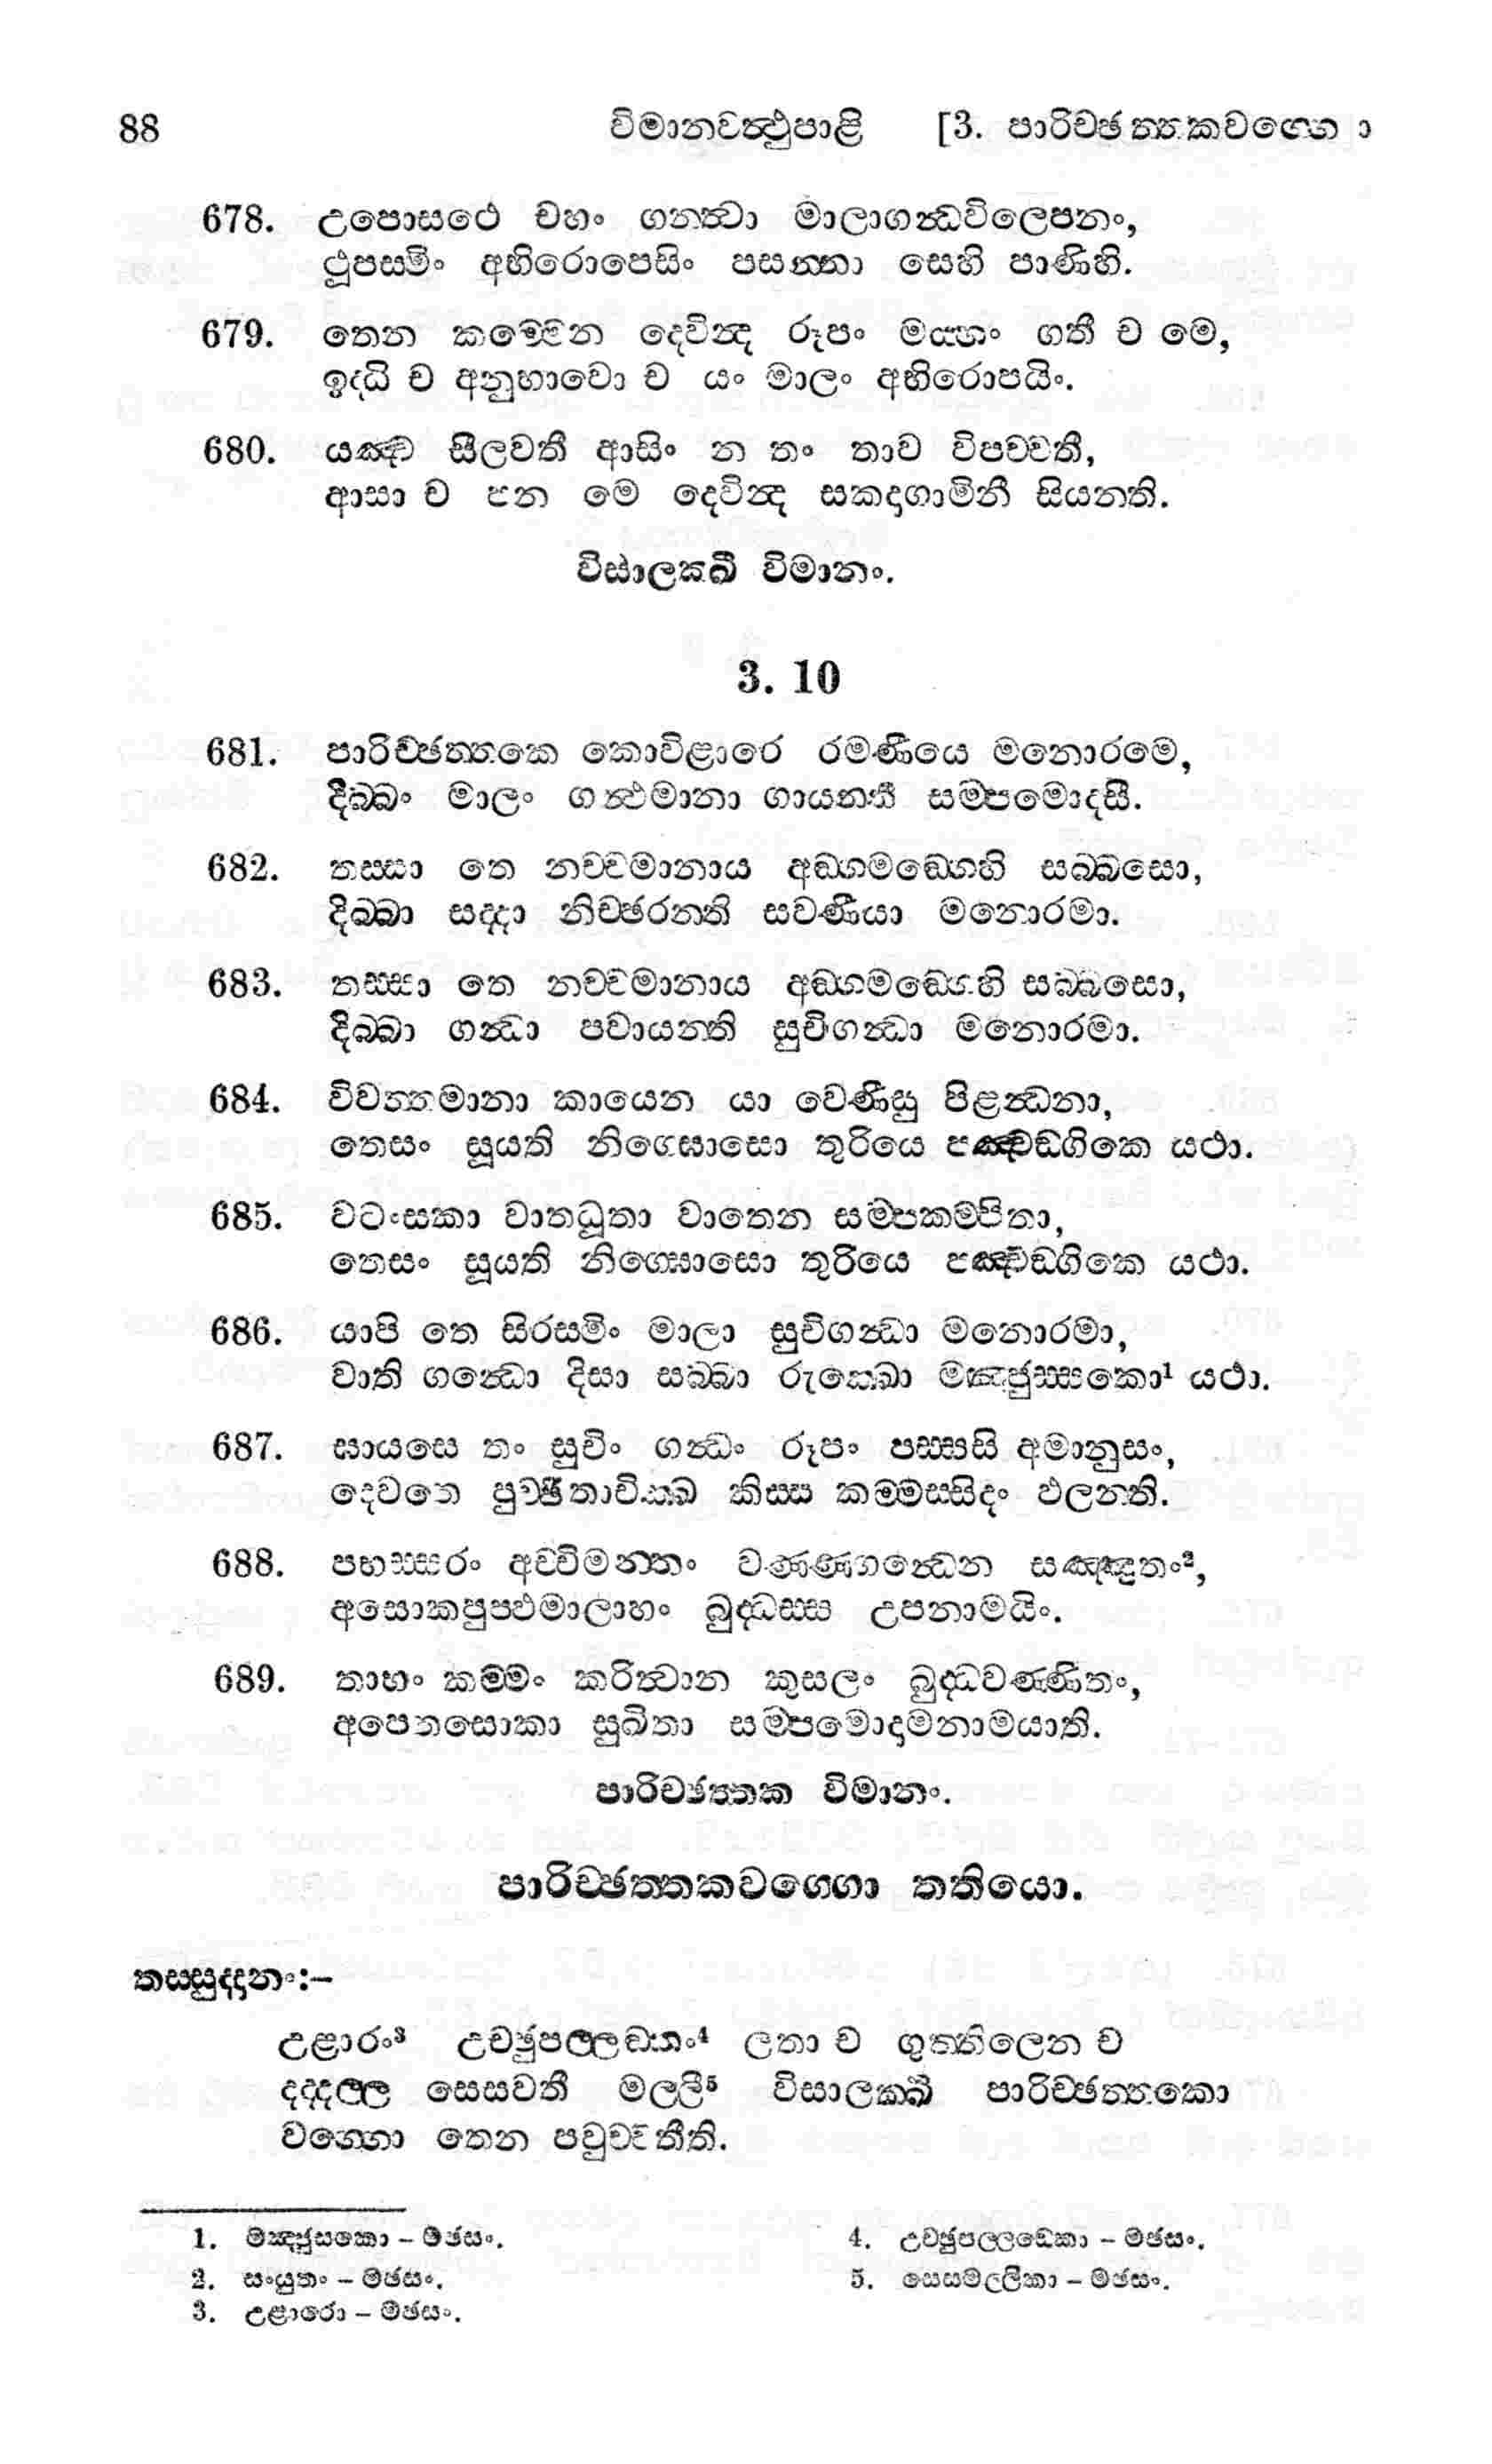 88 විමානවත්‍ථුපාළි [3. පාරිච‍්ඡත‍්තකවග‍්ගො
678. උපොසථෙ චහං ගන‍්ත්‍වා මාලාගන්‍ධවිලෙපනං,
ථූපස‍්මිං අභිරොපෙසිං පසන‍්නා සෙහි පාණිහි.
679. තෙන කම‍්මෙන දෙවින්‍ද රූපං මය‍්හං ගතී ච මෙ,
ඉද‍්ධි ච අනුභාවො ච යං මාලං අභිරොපයිං.
680. යඤ‍්ච සීලවතී ආසිං න තං තාව විපච‍්චති,
ආසා ච පන මෙ දෙවින්‍ද සකදාගාමිනී සියන‍්ති.
විසාලක‍්ඛි විමානං.
3. 10
681. පාරිච‍්ඡත‍්තකෙ කොවිළාරෙ රමණීයෙ මනොරමෙ,
දිබ‍්බං මාලං ගන්‍ථමානා ගායන‍්තී සම‍්පමොදසි.
682. තස‍්සා තෙ නච‍්චමානාය අඞ‍්ගමඞ‍්ගෙහි සබ‍්බසො,
දිබ‍්බා සද‍්දා නිච‍්ඡරන‍්ති සවණීයා මනොරමා.
683. තස‍්සා තෙ නච‍්චමානාය අඞ‍්ගමඞ‍්ගෙහි සබ‍්බසො,
දිබ‍්බා ගන්‍ධා පවායන‍්ති සුචිගන්‍ධා මනොරමා.
684. විවත‍්තමානා කායෙන යා වෙණීසු පිළන්‍ධනා,
තෙසං සූයති නිග‍්ඝොසො තුරියෙ පඤ‍්චඞ‍්ගිකෙ යථා.
685. වටංසකා වාතධූතා වාතෙන සම‍්පකම‍්පිතා,
තෙසං සූයති නිග‍්ඝොසො තුරියෙ පඤ‍්චඞ‍්ගිකෙ යථා.
686. යාපි තෙ සිරස‍්මිං මාලා සුචිගන්‍ධා මනොරමා,
වාති ගන්‍ධො දිසා සබ‍්බා රුක‍්ඛො මඤ‍්ජුස‍්සකො¹ යථා.
687. ඝායසෙ තං සුචිං ගන්‍ධං රූපං පස‍්සසි අමානුසං,
දෙවතෙ පුච‍්ඡිතාචික‍්ඛ කිස‍්ස කම‍්මස‍්සිදං ඵලන‍්ති.
688. පභස‍්සරං අච‍්චිමන‍්තං වණ‍්ණගන්‍ධෙන සඤ‍්ඤුතං²,
අසොකපුප‍්ඵමාලාහං බුද‍්ධස‍්ස උපනාමයිං.
689. තාහං කම‍්මං කරිත්‍වාන කුසලං බුද‍්ධවණ‍්ණිතං,
අපෙතසොකා සුඛිතා සම‍්පමොදාමනාමයාති.
පාරිච‍්ඡත‍්තක විමානං.
පාරිච‍්ඡත‍්තකවග‍්ගො තතියො.
තස‍්සුද‍්දානං:–
උළාරං³ උච‍්ඡුපල‍්ලඞ‍්කං⁴ ලතා ච ගුත‍්තිලෙන ච
දද‍්දල‍්ල සෙසවතී මල‍්ලී⁵ විසාලක‍්ඛි පාරිච‍්ඡත‍්තකො
වග‍්ගො තෙන පවුච‍්චතීති.
1. මඤ‍්ජුසකො – මඡසං.
2. සංයුතං – මඡසං.
3. උළාරො – මඡසං.
4. උච‍්ඡුපල‍්ලඞ‍්කො – මඡසං.
5. සෙසමල‍්ලිකා – මඡසං.